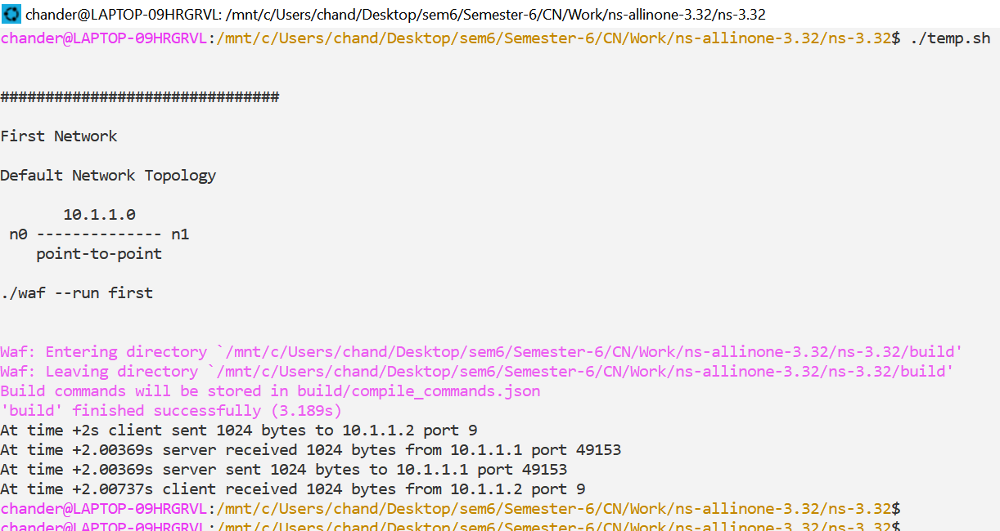 chander@LAPTOP-09HRGRVL: /mnt/c/Users/chand/Desktop/sem6/Semester-6/CN/Work/ns-allinone-3.32/ns-3.32
chander@LAPTOP-09HRGRVL:/mnt/c/Users/chand/Desktop/sem6/Semester-6/CN/Work/ns-allinone-3.32/ns-3.32$ ./temp.sh
###############################
First Network
Default Network Topology
10.1.1.0
n0 -------------- n1
point-to-point
./waf --run first
Waf: Entering directory `/mnt/c/Users/chand/Desktop/sem6/Semester-6/CN/Work/ns-allinone-3.32/ns-3.32/build'
Waf: Leaving directory `/mnt/c/Users/chand/Desktop/sem6/Semester-6/CN/Work/ns-allinone-3.32/ns-3.32/build'
Build commands will be stored in build/compile_commands.json
'build' finished successfully (3.189s)
At time +2s client sent 1024 bytes to 10.1.1.2 port 9
At time +2.00369s server received 1024 bytes from 10.1.1.1 port 49153
At time +2.00369s server sent 1024 bytes to 10.1.1.1 port 49153
At time +2.00737s client received 1024 bytes from 10.1.1.2 port 9
chander@LAPTOP-09HRGRVL:/mnt/c/Users/chand/Desktop/sem6/Semester-6/CN/Work/ns-allinone-3.32/ns-3.32$
chander@LAPTOP-09HRGRVL:/mnt/c/Users/chand/Desktop/sem6/Semester-6/CN/Work/ns-allinone-3.32/ns-3.32$